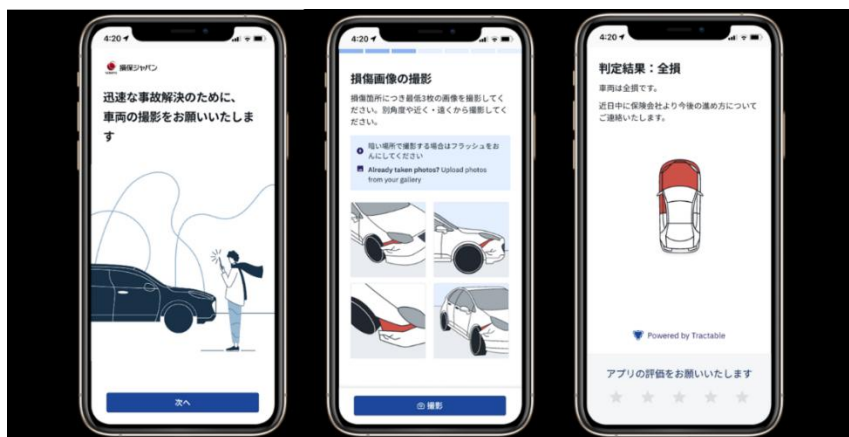 4:20
損保ジャパン
迅速な事故解決のために、
車両の撮影をお願いいたしま
す
次へ
4:20
損傷画像の撮影
損傷箇所につき最低3枚の画像を撮影してく
ださい。別角度や近く・遠くから撮影してく
ださい。
暗い場所で撮影する場合はフラッシュをお
んにしてください
Already taken photos? Upload photos
from your gallery
撮影
4:20
判定結果：全損
車両は全損です。
近日中に保険会社より今後の進め方について
ご連絡いたします。
Powered by Tractable
アプリの評価をお願いいたします